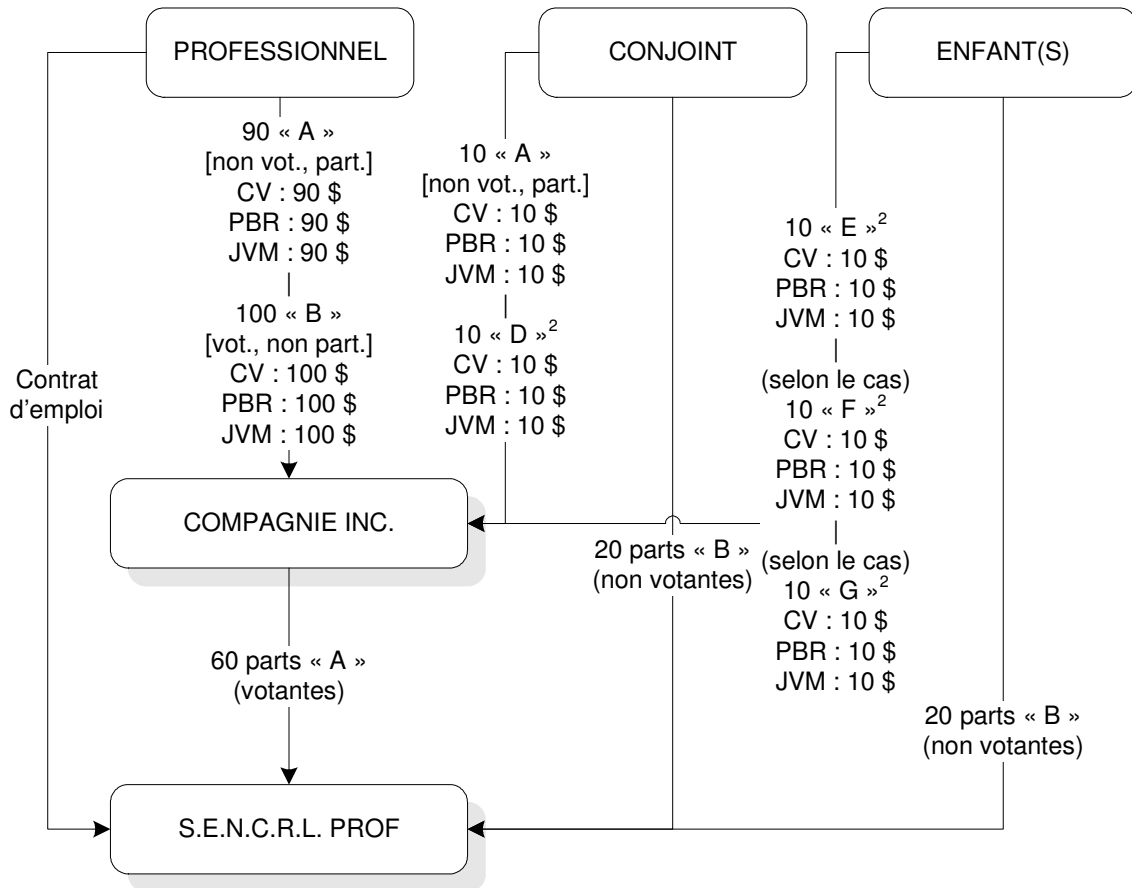 PROFESSIONNEL
CONJOINT
ENFANT(S)
90 « A »
[non vot., part.]
CV : 90 $
PBR : 90 $
JVM : 90 $
100 « B »
[vot., non part.]
CV : 100 $
PBR : 100 $
JVM : 100 $
Contrat
d’emploi
10 « A »
[non vot., part.]
CV : 10 $
PBR : 10 $
JVM : 10 $
10 « D »²
CV : 10 $
PBR : 10 $
JVM : 10 $
10 « E »²
CV : 10 $
PBR : 10 $
JVM : 10 $
(selon le cas)
10 « F »²
CV : 10 $
PBR : 10 $
JVM : 10 $
(selon le cas)
10 « G »²
CV : 10 $
PBR : 10 $
JVM : 10 $
COMPAGNIE INC.
20 parts « B »
(non votantes)
60 parts « A »
(votantes)
20 parts « B »
(non votantes)
S.E.N.C.R.L. PROF